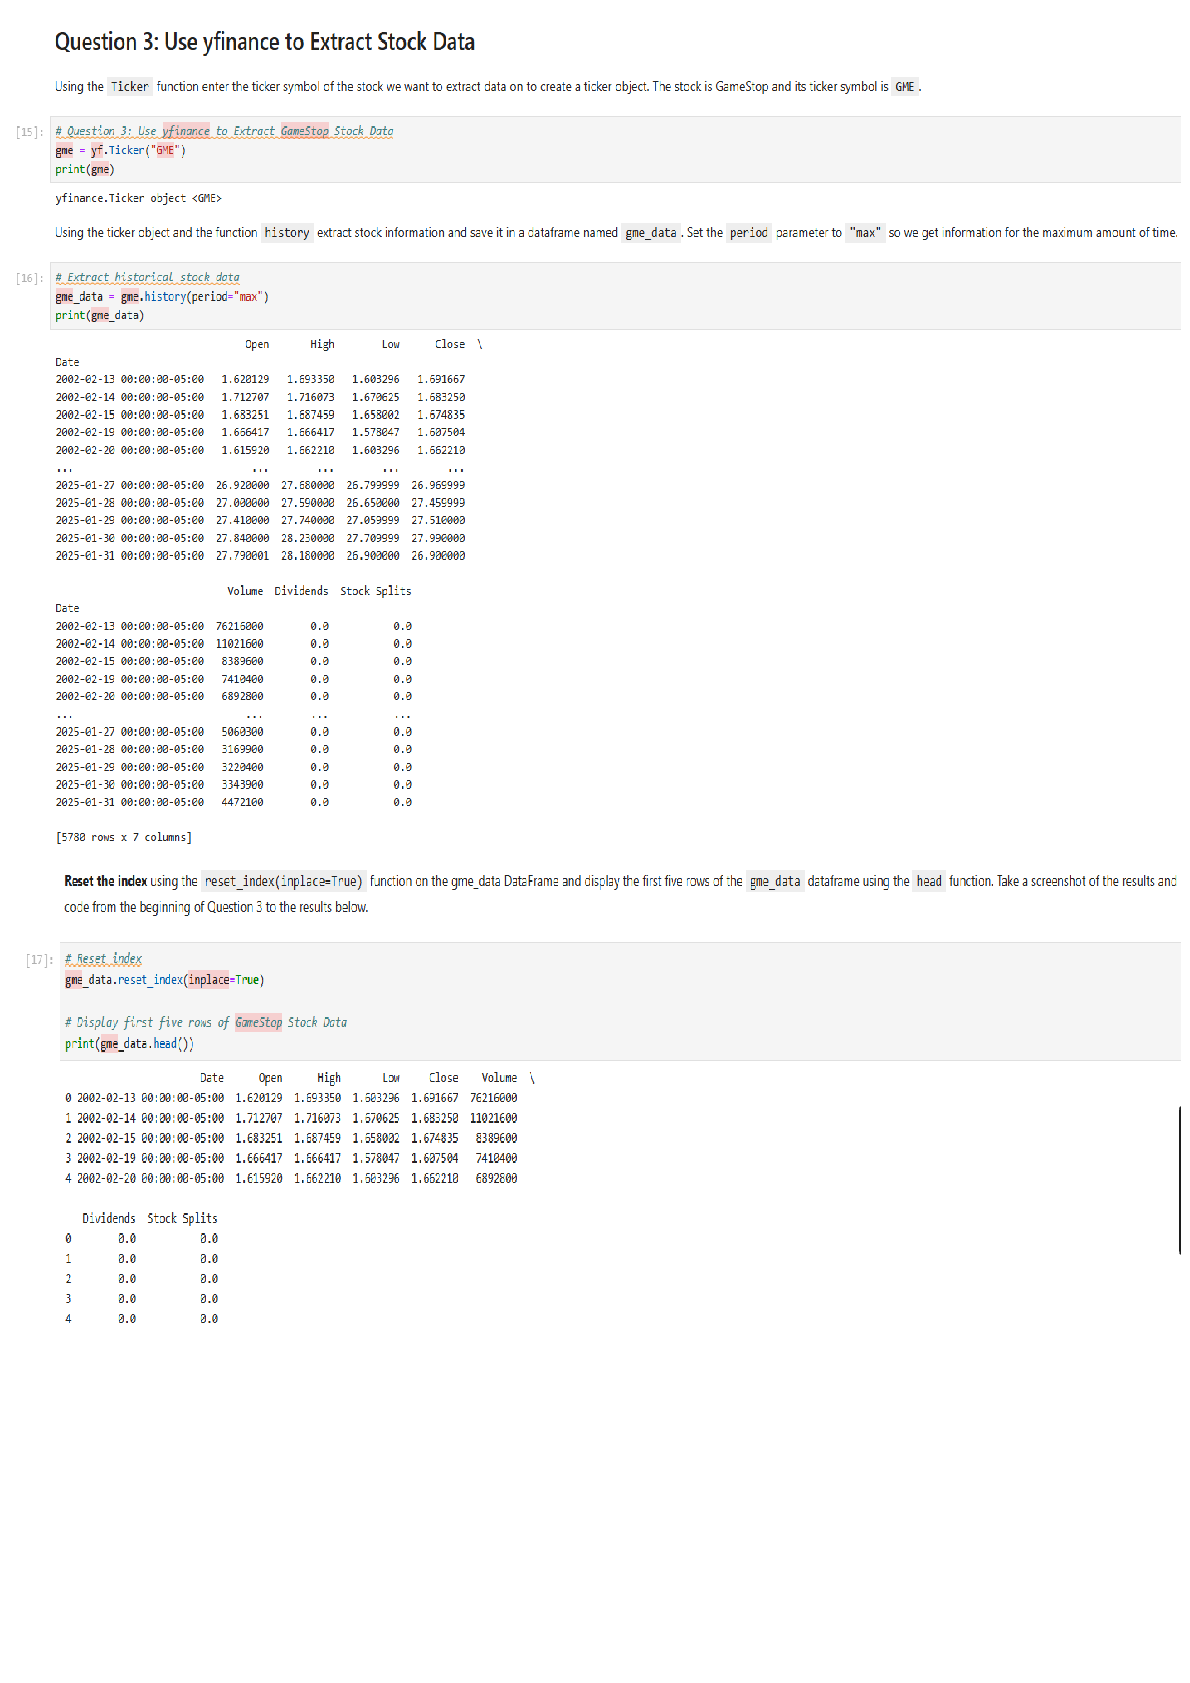 Question 3: Use yfinance to Extract Stock Data
Using the Ticker function enter the ticker symbol of the stock we want to extract data on to create a ticker object. The stock is GameStop and its ticker symbol is GME .
[15]: # Question 3: Use yfinance to Extract GameStop Stock Data
gme = yf.Ticker("GME")
print(gme)
yfinance.Ticker object <GME>
Using the ticker object and the function history extract stock information and save it in a dataframe named gme_data . Set the period parameter to "max" so we get information for the maximum amount of time.
[16]: # Extract historical stock data
gme_data = gme.history(period="max")
print(gme_data)
Open High Low Close \
Date
2002-02-13 00:00:00-05:00 1.620129 1.693350 1.603296 1.691667
2002-02-14 00:00:00-05:00 1.712707 1.716073 1.670625 1.683250
2002-02-15 00:00:00-05:00 1.683251 1.687459 1.658002 1.674835
2002-02-19 00:00:00-05:00 1.666417 1.666417 1.578047 1.607504
2002-02-20 00:00:00-05:00 1.615920 1.662210 1.603296 1.662210
... ... ... ... ...
2025-01-27 00:00:00-05:00 26.920000 27.680000 26.799999 26.969999
2025-01-28 00:00:00-05:00 27.000000 27.590000 26.650000 27.459999
2025-01-29 00:00:00-05:00 27.410000 27.740000 27.059999 27.510000
2025-01-30 00:00:00-05:00 27.840000 28.230000 27.709999 27.990000
2025-01-31 00:00:00-05:00 27.790001 28.180000 26.900000 26.900000
Volume Dividends Stock Splits
Date
2002-02-13 00:00:00-05:00 76216000 0.0 0.0
2002-02-14 00:00:00-05:00 11021600 0.0 0.0
2002-02-15 00:00:00-05:00 8389600 0.0 0.0
2002-02-19 00:00:00-05:00 7410400 0.0 0.0
2002-02-20 00:00:00-05:00 6892800 0.0 0.0
... ... ... ...
2025-01-27 00:00:00-05:00 5060300 0.0 0.0
2025-01-28 00:00:00-05:00 3169900 0.0 0.0
2025-01-29 00:00:00-05:00 3220400 0.0 0.0
2025-01-30 00:00:00-05:00 3343900 0.0 0.0
2025-01-31 00:00:00-05:00 4472100 0.0 0.0
[5780 rows x 7 columns]
Reset the index using the reset_index(inplace=True) function on the gme_data DataFrame and display the first five rows of the gme_data dataframe using the head function. Take a screenshot of the results and
code from the beginning of Question 3 to the results below.
[17]: # Reset index
gme_data.reset_index(inplace=True)
# Display first five rows of GameStop Stock Data
print(gme_data.head())
Date Open High Low Close Volume \
0 2002-02-13 00:00:00-05:00 1.620129 1.693350 1.603296 1.691667 76216000
1 2002-02-14 00:00:00-05:00 1.712707 1.716073 1.670625 1.683250 11021600
2 2002-02-15 00:00:00-05:00 1.683251 1.687459 1.658002 1.674835 8389600
3 2002-02-19 00:00:00-05:00 1.666417 1.666417 1.578047 1.607504 7410400
4 2002-02-20 00:00:00-05:00 1.615920 1.662210 1.603296 1.662210 6892800
Dividends Stock Splits
0 0.0 0.0
1 0.0 0.0
2 0.0 0.0
3 0.0 0.0
4 0.0 0.0